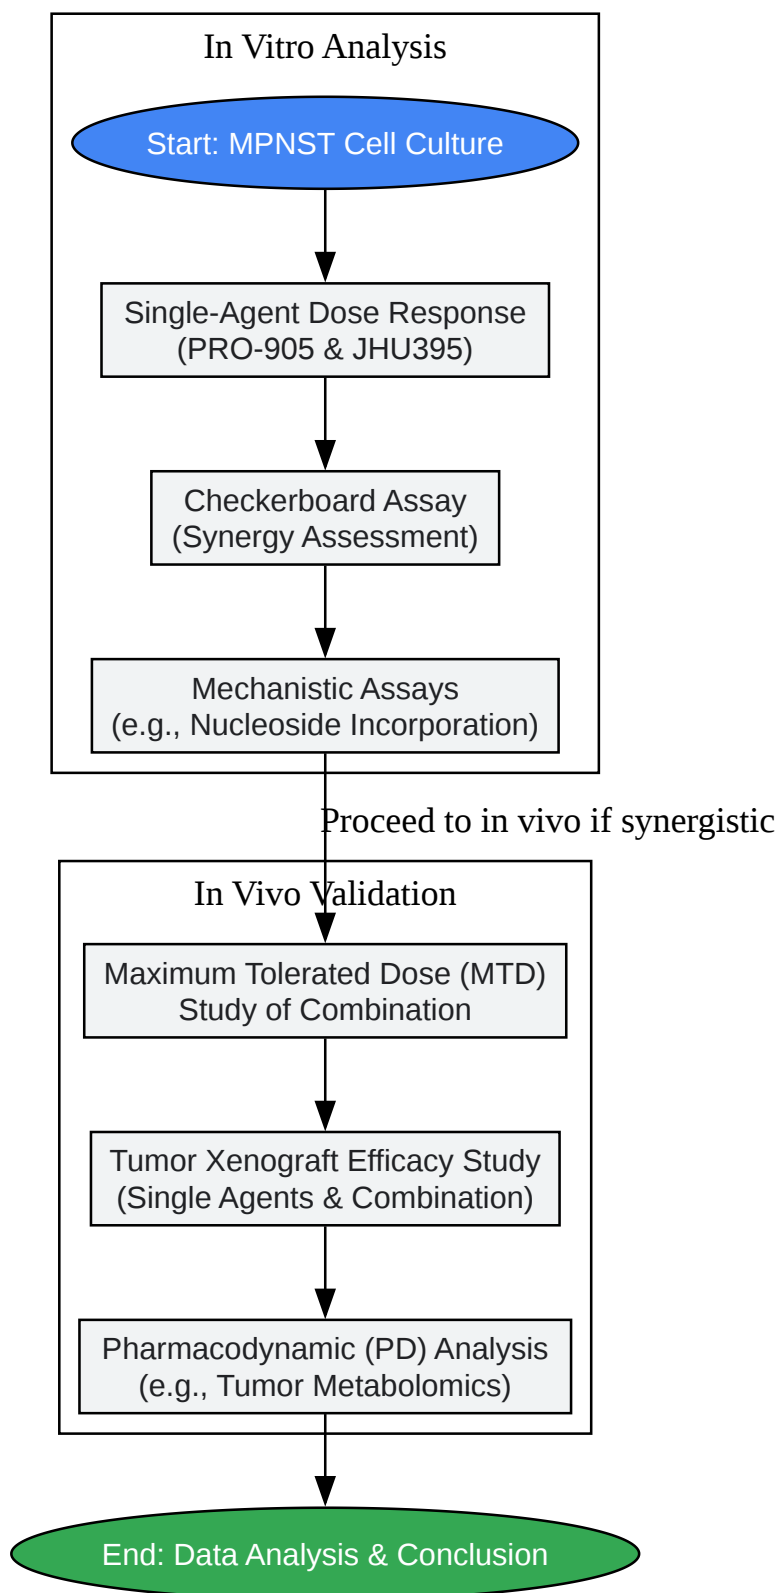 In Vitro Analysis
Start: MPNST Cell Culture
Single-Agent Dose Response
(PRO-905 & JHU395)
Checkerboard Assay
(Synergy Assessment)
Mechanistic Assays
(e.g., Nucleoside Incorporation)
Proceed to in vivo if synergistic
In Vivo Validation
Maximum Tolerated Dose (MTD)
Study of Combination
Tumor Xenograft Efficacy Study
(Single Agents & Combination)
Pharmacodynamic (PD) Analysis
(e.g., Tumor Metabolomics)
End: Data Analysis & Conclusion